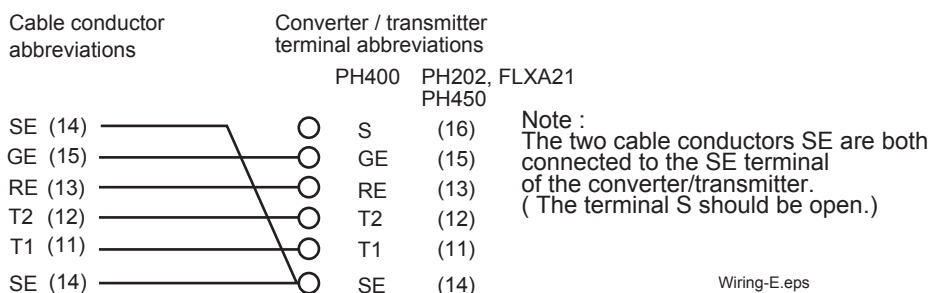 Cable conductor
abbreviations
Converter / transmitter
terminal abbreviations
PH400 PH202, FLXA21
PH450
SE (14) S (16)
GE (15) GE (15)
RE (13) RE (13)
T2 (12) T2 (12)
T1 (11) T1 (11)
SE (14) SE (14)
Note :
The two cable conductors SE are both
connected to the SE terminal
of the converter/transmitter.
( The terminal S should be open.)
Wiring-E.eps